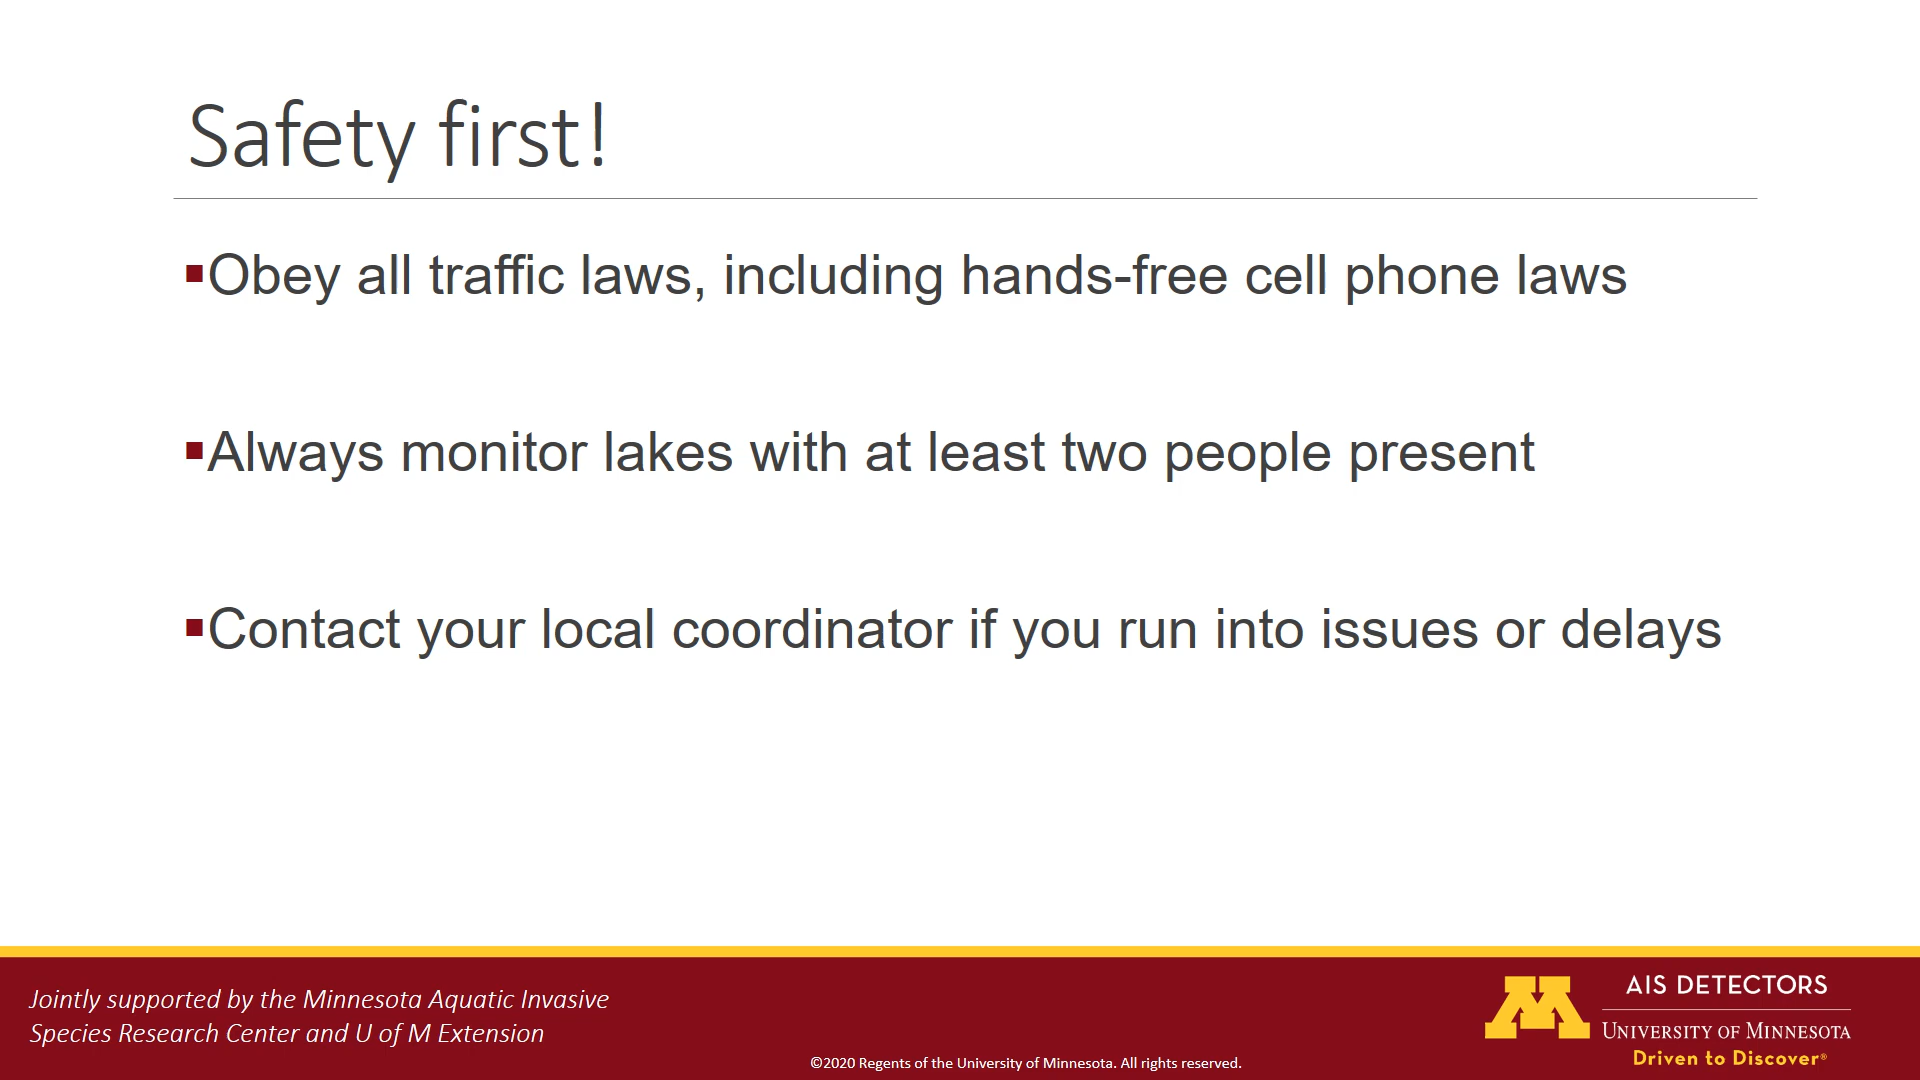 Safety first!
▪Obey all traffic laws, including hands-free cell phone laws
▪Always monitor lakes with at least two people present
▪Contact your local coordinator if you run into issues or delays
Jointly supported by the Minnesota Aquatic Invasive
Species Research Center and U of M Extension
©2020 Regents of the University of Minnesota. All rights reserved.
M
AIS DETECTORS
UNIVERSITY OF MINNESOTA
Driven to Discover®